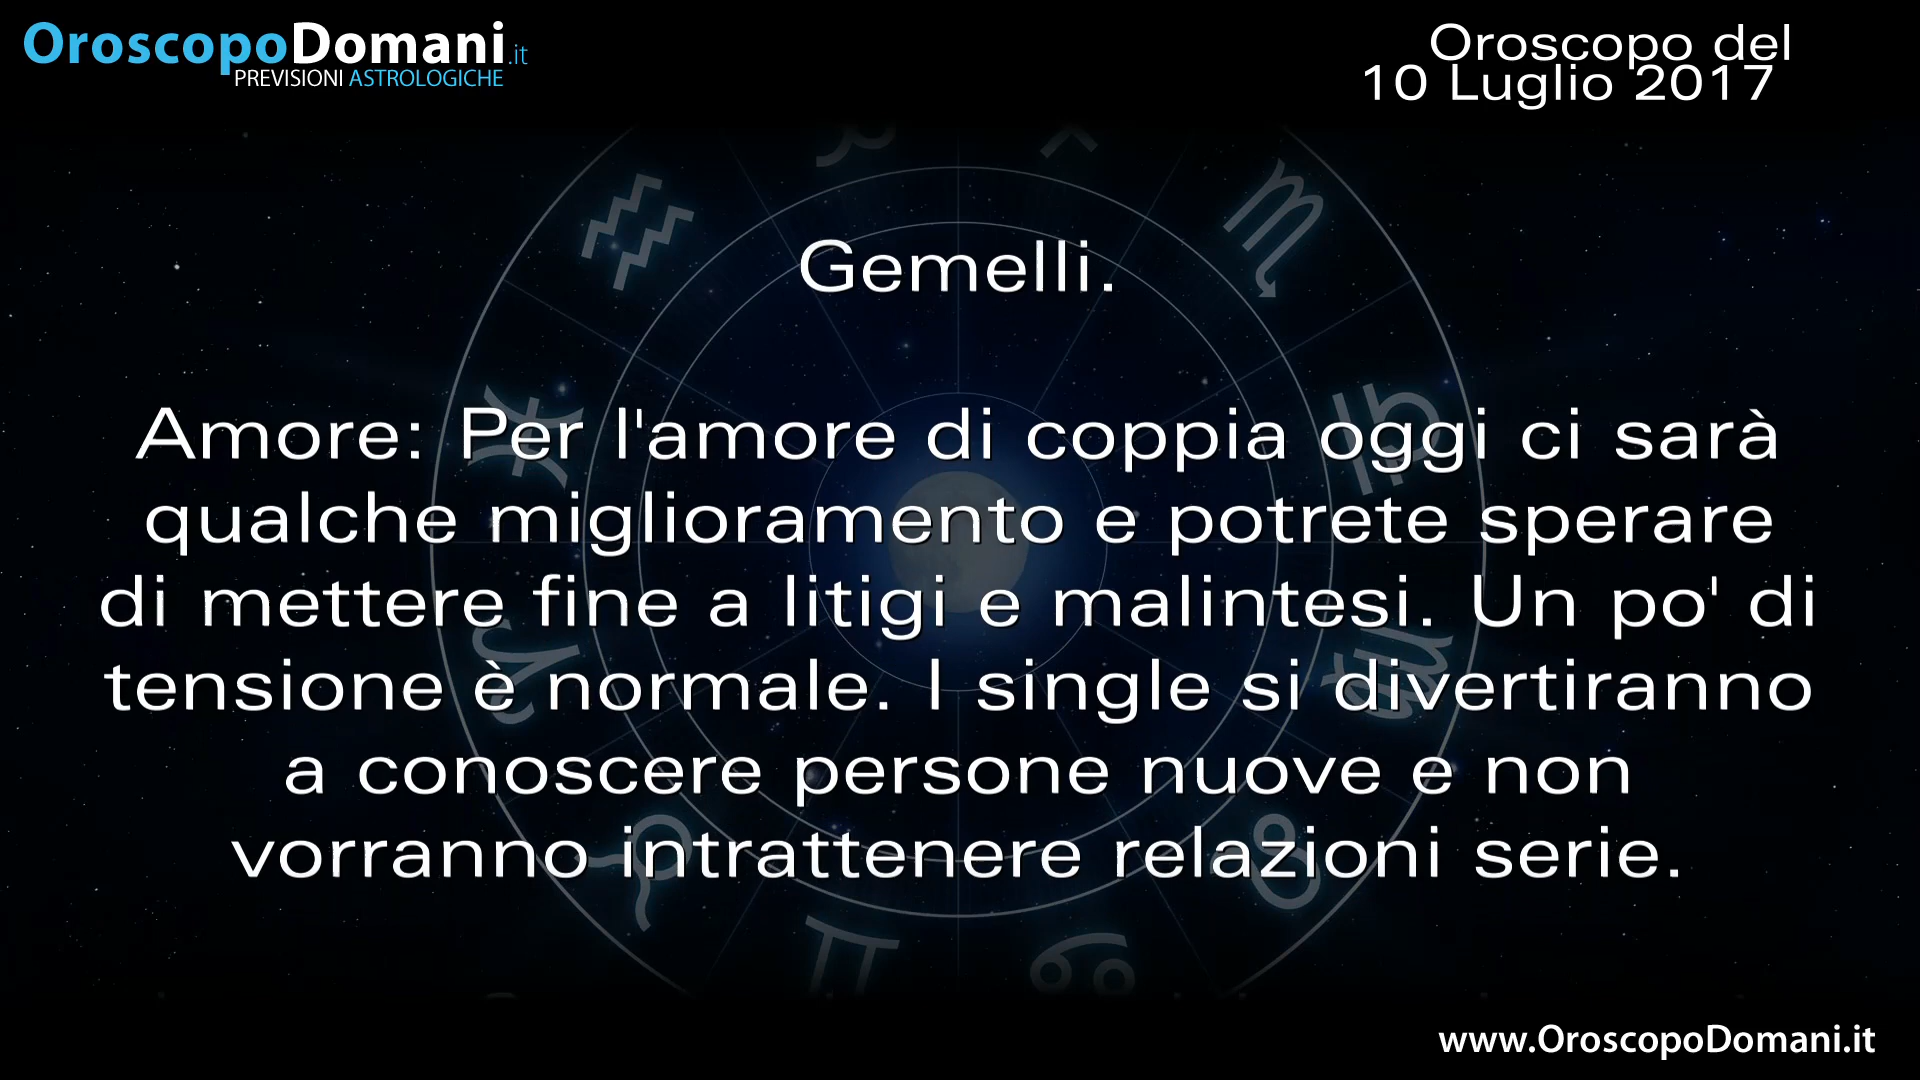 OroscopoDomani.it
PREVISIONI ASTROLOGICHE
Oroscopo del
10 Luglio 2017
Gemelli.
Amore: Per l'amore di coppia oggi ci sarà
qualche miglioramento e potrete sperare
di mettere fine a litigi e malintesi. Un po' di
tensione è normale. I single si divertiranno
a conoscere persone nuove e non
vorranno intrattenere relazioni serie.
www.OroscopoDomani.it